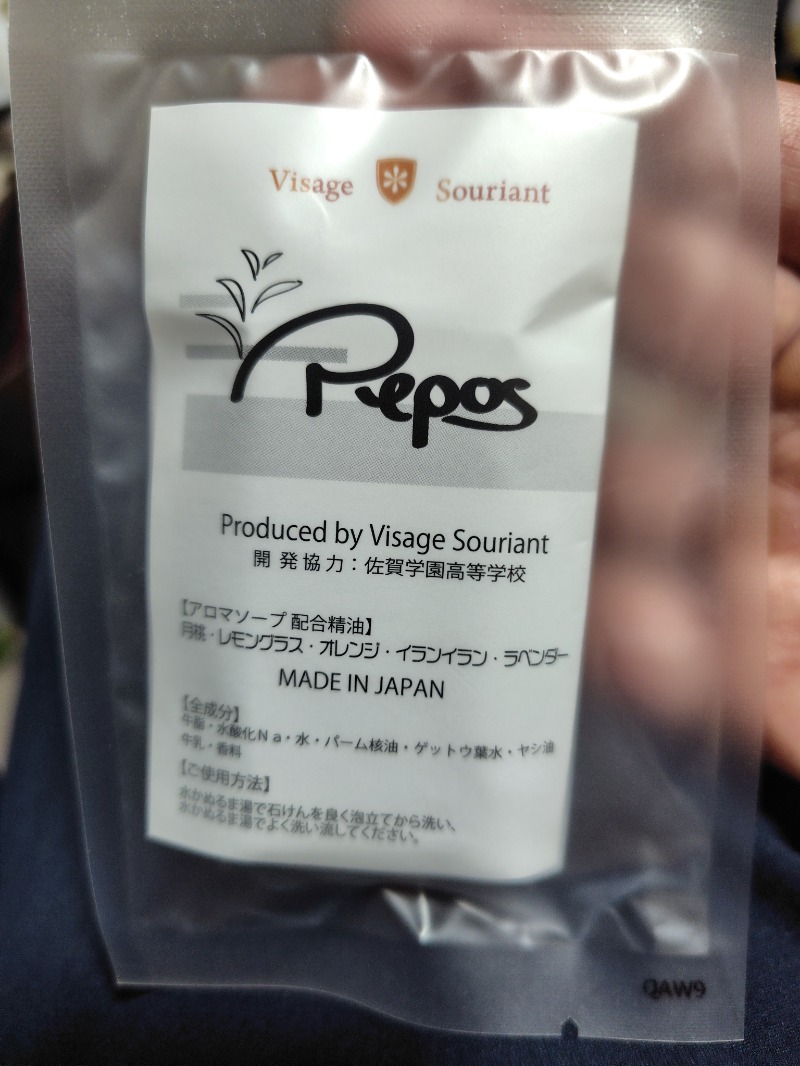 Visage Souriant
Repos
Produced by Visage Souriant
開発協力：佐賀学園高等学校
【アロマソープ 配合精油】
月桃・レモングラス・オレンジ・イランイラン・ラベンダー
MADE IN JAPAN
【全成分】
牛脂・水酸化Na・水・パーム核油・ゲットウ葉水・ヤシ油
牛乳・香料
【ご使用方法】
水かぬるま湯で石けんを良く泡立てから洗い、
水かぬるま湯でよく洗い流してください。
QAW9